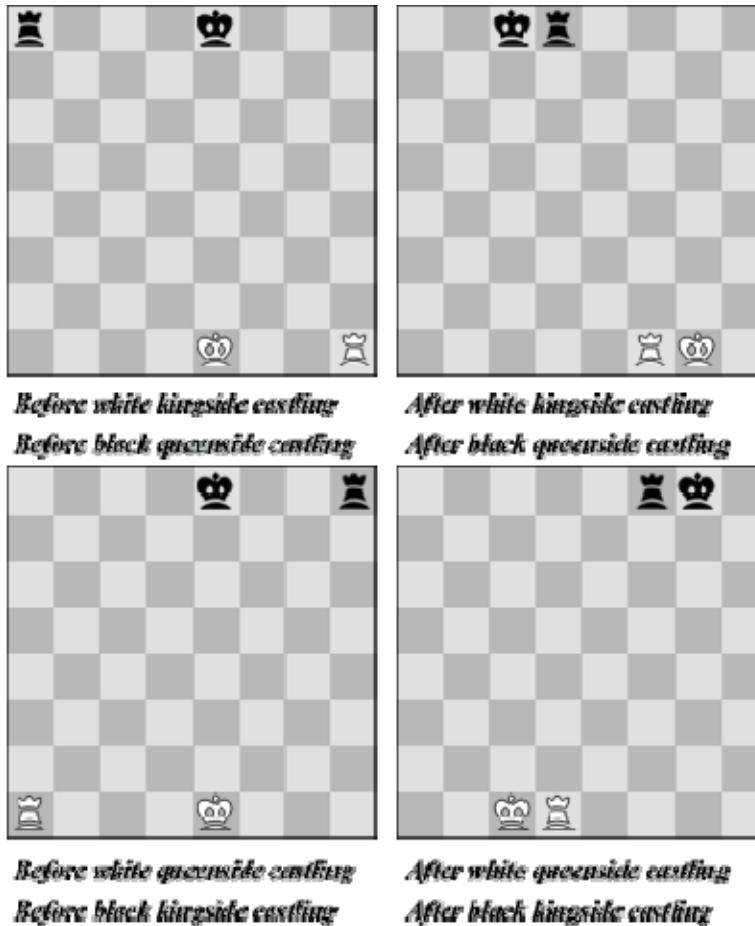 Before white kingside castling
Before black queenside castling
After white kingside castling
After black queenside castling
Before white queenside castling
Before black kingside castling
After white queenside castling
After black kingside castling